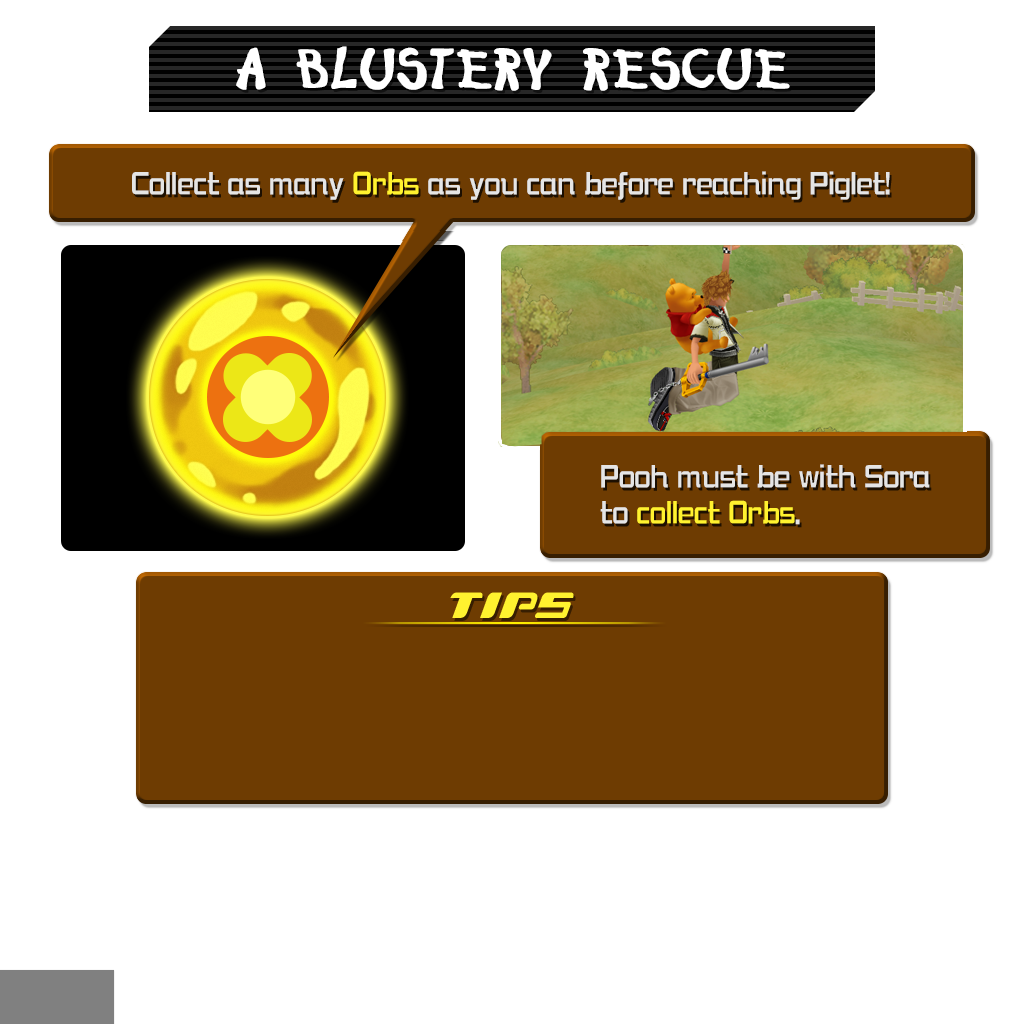 A BLUSTERY RESCUE
Collect as many Orbs as you can before reaching Piglet!
Pooh must be with Sora
to collect Orbs.
TIPS